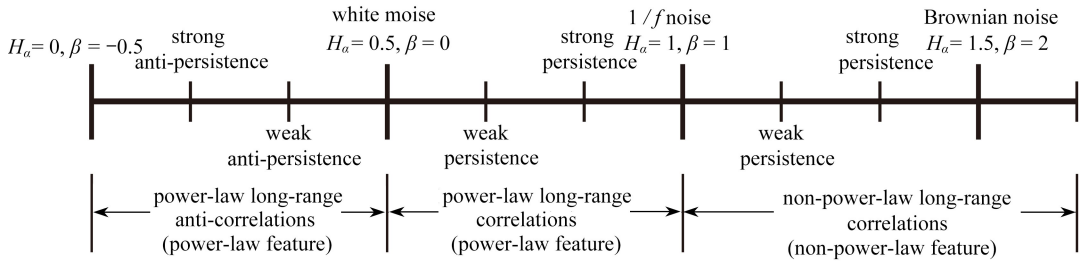 H_α= 0, β = −0.5
strong
anti-persistence
white moise
H_α= 0.5, β = 0
strong
persistence
1 / f noise
H_α= 1, β = 1
strong
persistence
Brownian noise
H_α= 1.5, β = 2
weak
anti-persistence
weak
persistence
weak
persistence
power-law long-range
anti-correlations
(power-law feature)
power-law long-range
correlations
(power-law feature)
non-power-law long-range
correlations
(non-power-law feature)